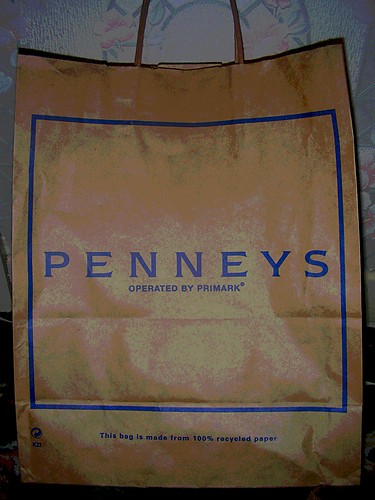 PENNEYS
OPERATED BY PRIMARK®
This bag is made from 100% recycled paper